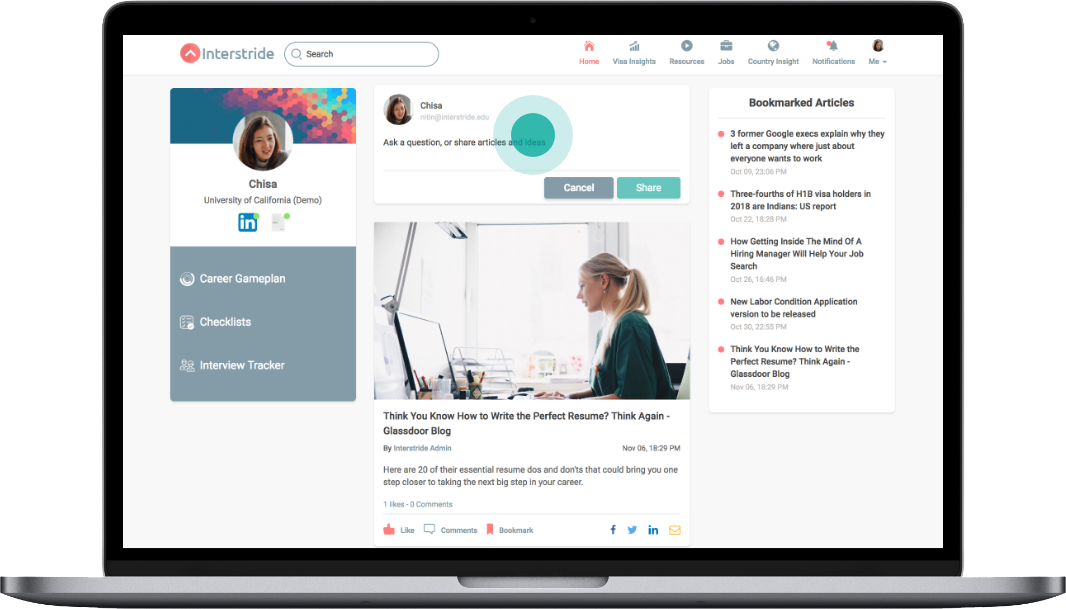 Interstride
Search
Home
Visa Insights
Resources
Jobs
Country Insight
Notifications
Me
Chisa
University of California (Demo)
in
Career Gameplan
Checklists
Interview Tracker
Chisa
nitin@interstride.edu
Ask a question, or share articles and ideas
Cancel
Share
Think You Know How to Write the Perfect Resume? Think Again -
Glassdoor Blog
By Interstride Admin
Nov 06, 18:29 PM
Here are 20 of their essential resume dos and don'ts that could bring you one
step closer to taking the next big step in your career.
1 likes - 0 Comments
Like
Comments
Bookmark
f
in
Bookmarked Articles
3 former Google execs explain why they
left a company where just about
everyone wants to work
Oct 09, 23:06 PM
Three-fourths of H1B visa holders in
2018 are Indians: US report
Oct 22, 18:28 PM
How Getting Inside The Mind Of A
Hiring Manager Will Help Your Job
Search
Oct 26, 16:46 PM
New Labor Condition Application
version to be released
Oct 30, 22:55 PM
Think You Know How to Write the
Perfect Resume? Think Again -
Glassdoor Blog
Nov 06, 18:29 PM